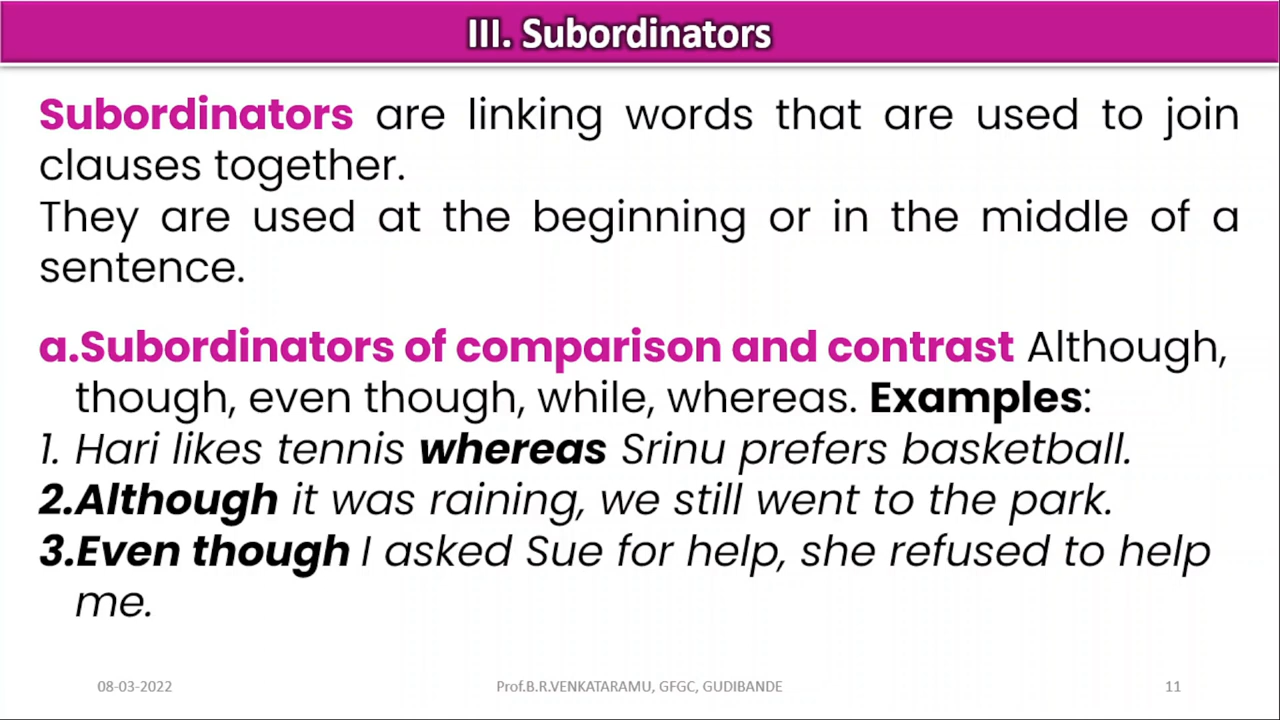 III. Subordinators
Subordinators are linking words that are used to join
clauses together.
They are used at the beginning or in the middle of a
sentence.
a.Subordinators of comparison and contrast Although,
though, even though, while, whereas. Examples:
1. Hari likes tennis whereas Srinu prefers basketball.
2.Although it was raining, we still went to the park.
3.Even though I asked Sue for help, she refused to help
me.
08-03-2022 Prof.B.R.VENKATARAMU, GFGC, GUDIBANDE 11